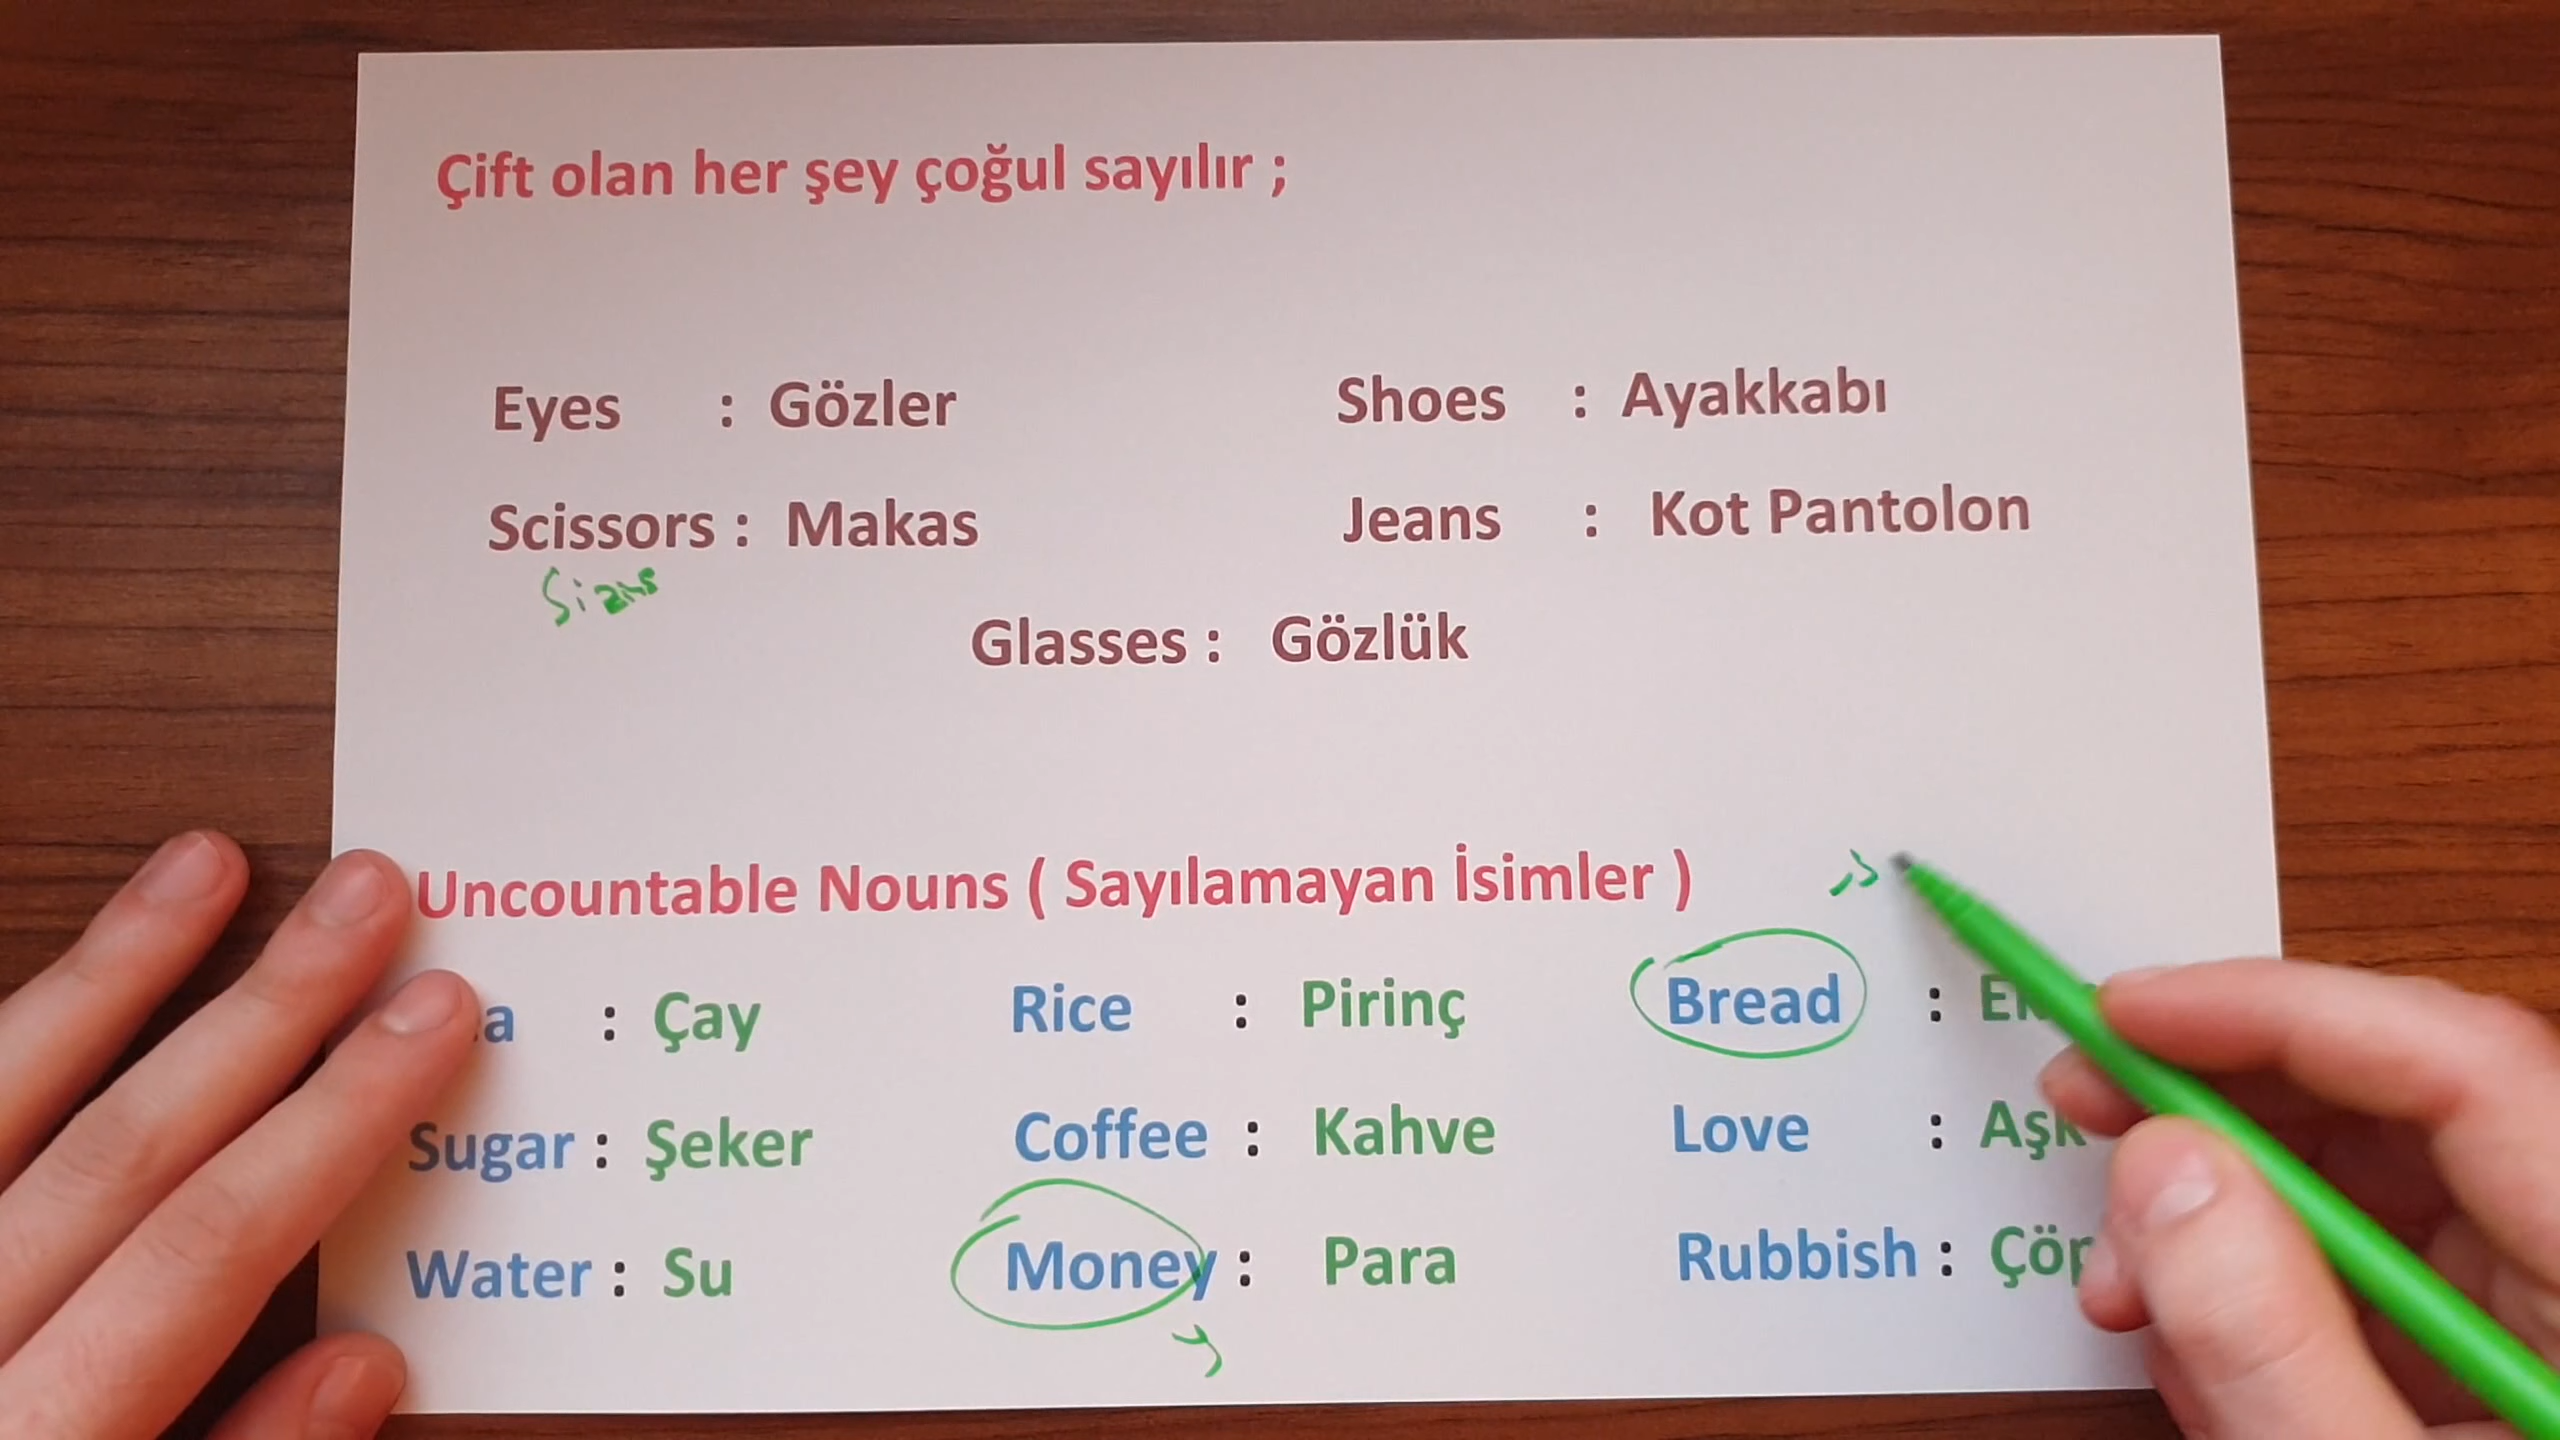 Çift olan her şey çoğul sayılır ;
Eyes : Gözler Shoes : Ayakkabı
Scissors : Makas Jeans : Kot Pantolon
Glasses : Gözlük
Uncountable Nouns ( Sayılamayan İsimler )
: Çay Rice : Pirinç Bread :
Sugar : Şeker Coffee : Kahve Love : Aşk
Water : Su Money : Para Rubbish :